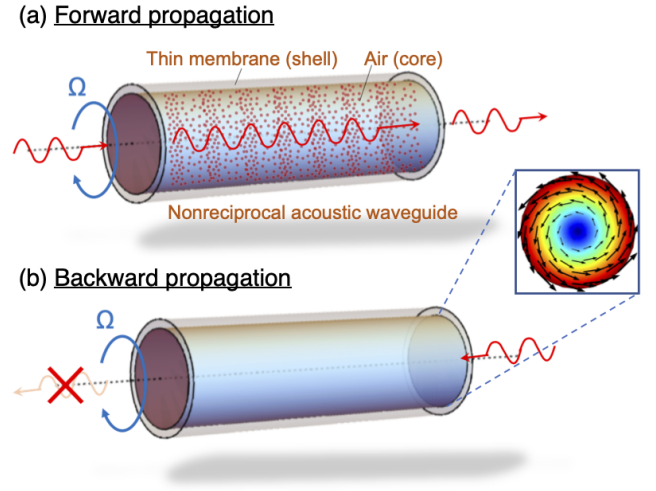 (a) Forward propagation
Thin membrane (shell)
Air (core)
Ω
Nonreciprocal acoustic waveguide
(b) Backward propagation
Ω